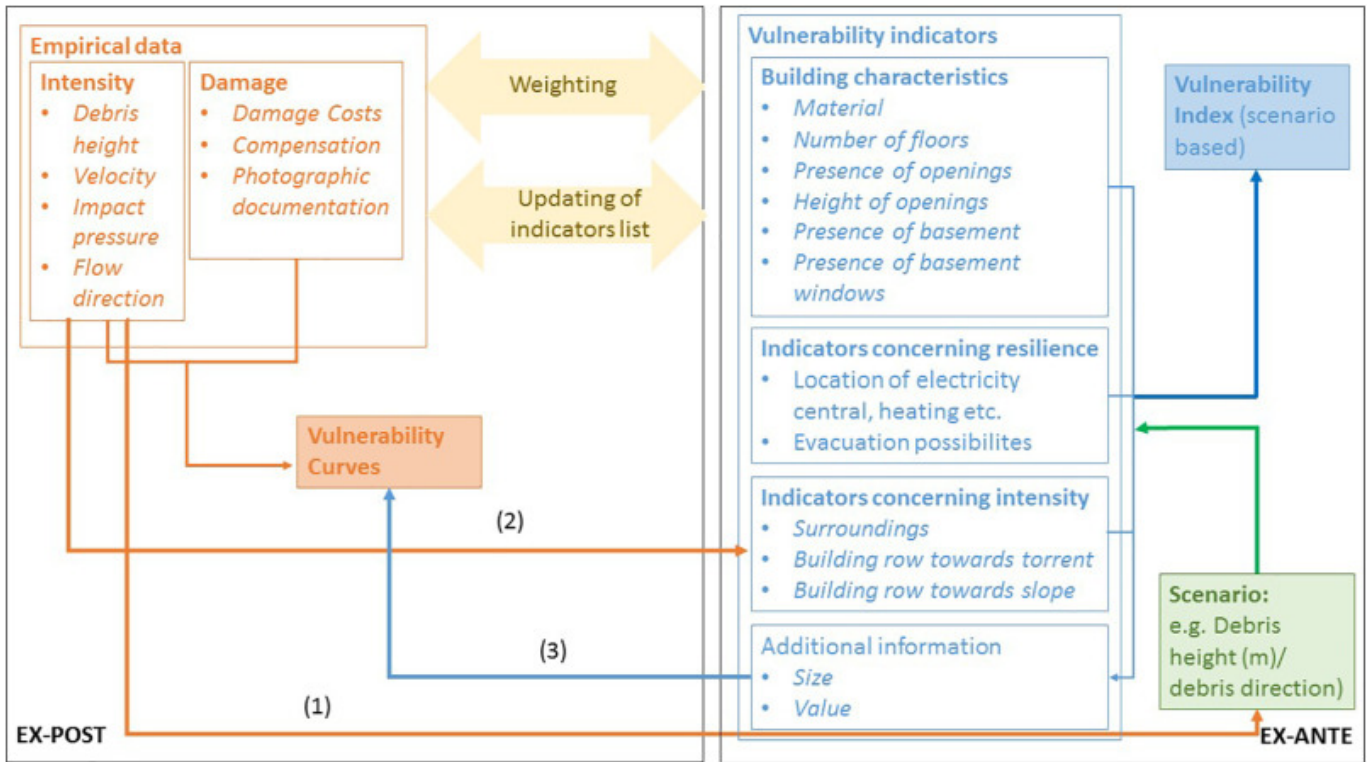 Empirical data
Intensity
• Debris
height
• Velocity
• Impact
pressure
• Flow
direction
Damage
• Damage Costs
• Compensation
• Photographic
documentation
Weighting
Updating of
indicators list
Vulnerability
Curves
(2)
(3)
(1)
EX-POST
Vulnerability indicators
Building characteristics
• Material
• Number of floors
• Presence of openings
• Height of openings
• Presence of basement
• Presence of basement
windows
Indicators concerning resilience
• Location of electricity
central, heating etc.
• Evacuation possibilites
Indicators concerning intensity
• Surroundings
• Building row towards torrent
• Building row towards slope
Additional information
• Size
• Value
Vulnerability
Index (scenario
based)
Scenario:
e.g. Debris
height (m)/
debris direction)
EX-ANTE